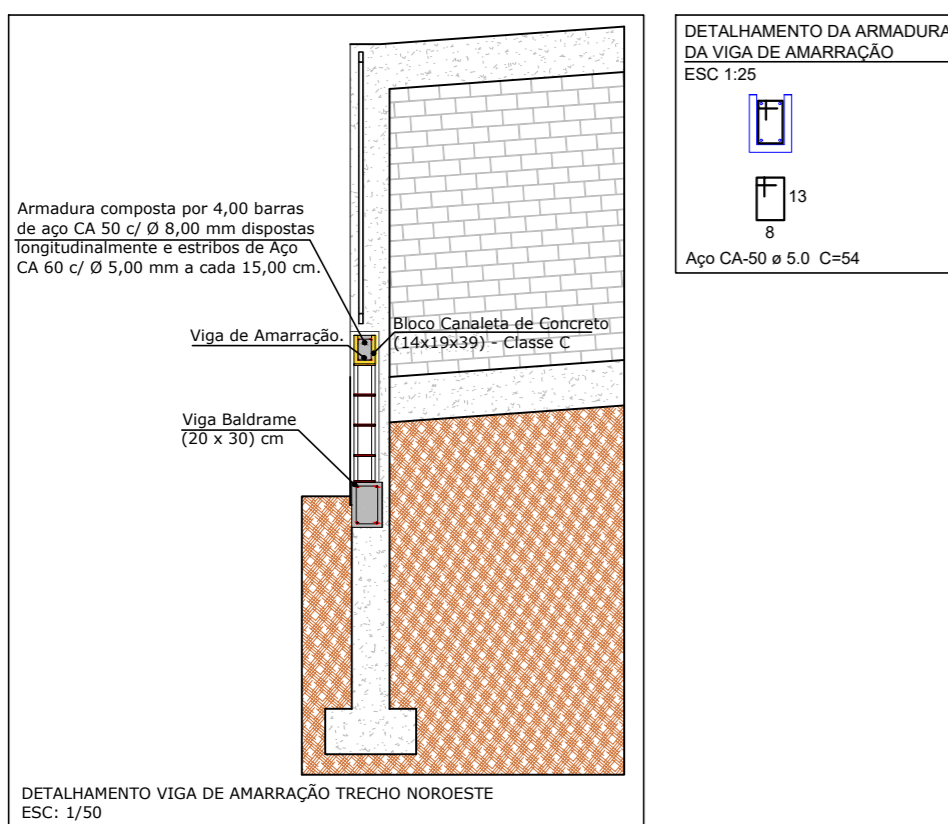 DETALHAMENTO DA ARMADURA
DA VIGA DE AMARRAÇÃO
ESC 1:25
13
8
Aço CA-50 ø 5.0 C=54
Armadura composta por 4,00 barras
de aço CA 50 c/ Ø 8,00 mm dispostas
longitudinalmente e estribos de Aço
CA 60 c/ Ø 5,00 mm a cada 15,00 cm.
Viga de Amarração.
Bloco Canaleta de Concreto
(14x19x39) - Classe C
Viga Baldrame
(20 x 30) cm
DETALHAMENTO VIGA DE AMARRAÇÃO TRECHO NOROESTE
ESC: 1/50